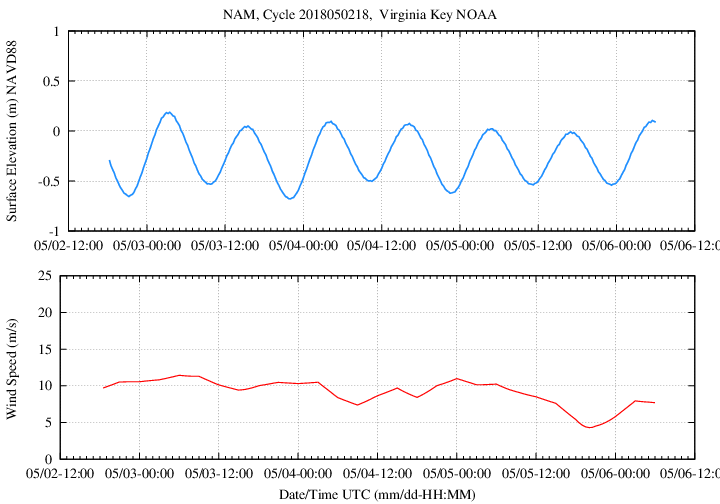 NAM, Cycle 2018050218, Virginia Key NOAA
Surface Elevation (m) NAVD88
1
0.5
0
-0.5
-1
05/02-12:00 05/03-00:00 05/03-12:00 05/04-00:00 05/04-12:00 05/05-00:00 05/05-12:00 05/06-00:00 05/06-12:00
Wind Speed (m/s)
25
20
15
10
5
0
05/02-12:00 05/03-00:00 05/03-12:00 05/04-00:00 05/04-12:00 05/05-00:00 05/05-12:00 05/06-00:00 05/06-12:00
Date/Time UTC (mm/dd-HH:MM)